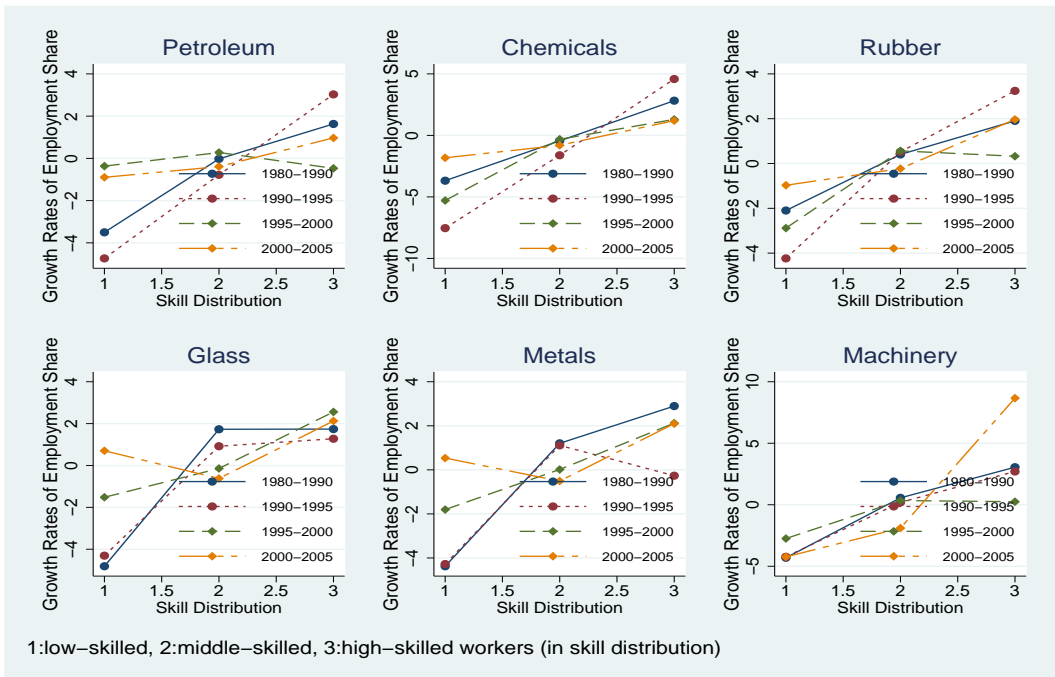 Petroleum
Growth Rates of Employment Share
4
2
0
−2
−4
1 1.5 2 2.5 3
Skill Distribution
1980−1990
1990−1995
1995−2000
2000−2005
Chemicals
Growth Rates of Employment Share
5
0
−5
−10
1 1.5 2 2.5 3
Skill Distribution
1980−1990
1990−1995
1995−2000
2000−2005
Rubber
Growth Rates of Employment Share
4
2
0
−2
−4
1 1.5 2 2.5 3
Skill Distribution
1980−1990
1990−1995
1995−2000
2000−2005
Glass
Growth Rates of Employment Share
4
2
0
−2
−4
1 1.5 2 2.5 3
Skill Distribution
1980−1990
1990−1995
1995−2000
2000−2005
Metals
Growth Rates of Employment Share
4
2
0
−2
−4
1 1.5 2 2.5 3
Skill Distribution
1980−1990
1990−1995
1995−2000
2000−2005
Machinery
Growth Rates of Employment Share
10
5
0
−5
1 1.5 2 2.5 3
Skill Distribution
1980−1990
1990−1995
1995−2000
2000−2005
1:low−skilled, 2:middle−skilled, 3:high−skilled workers (in skill distribution)